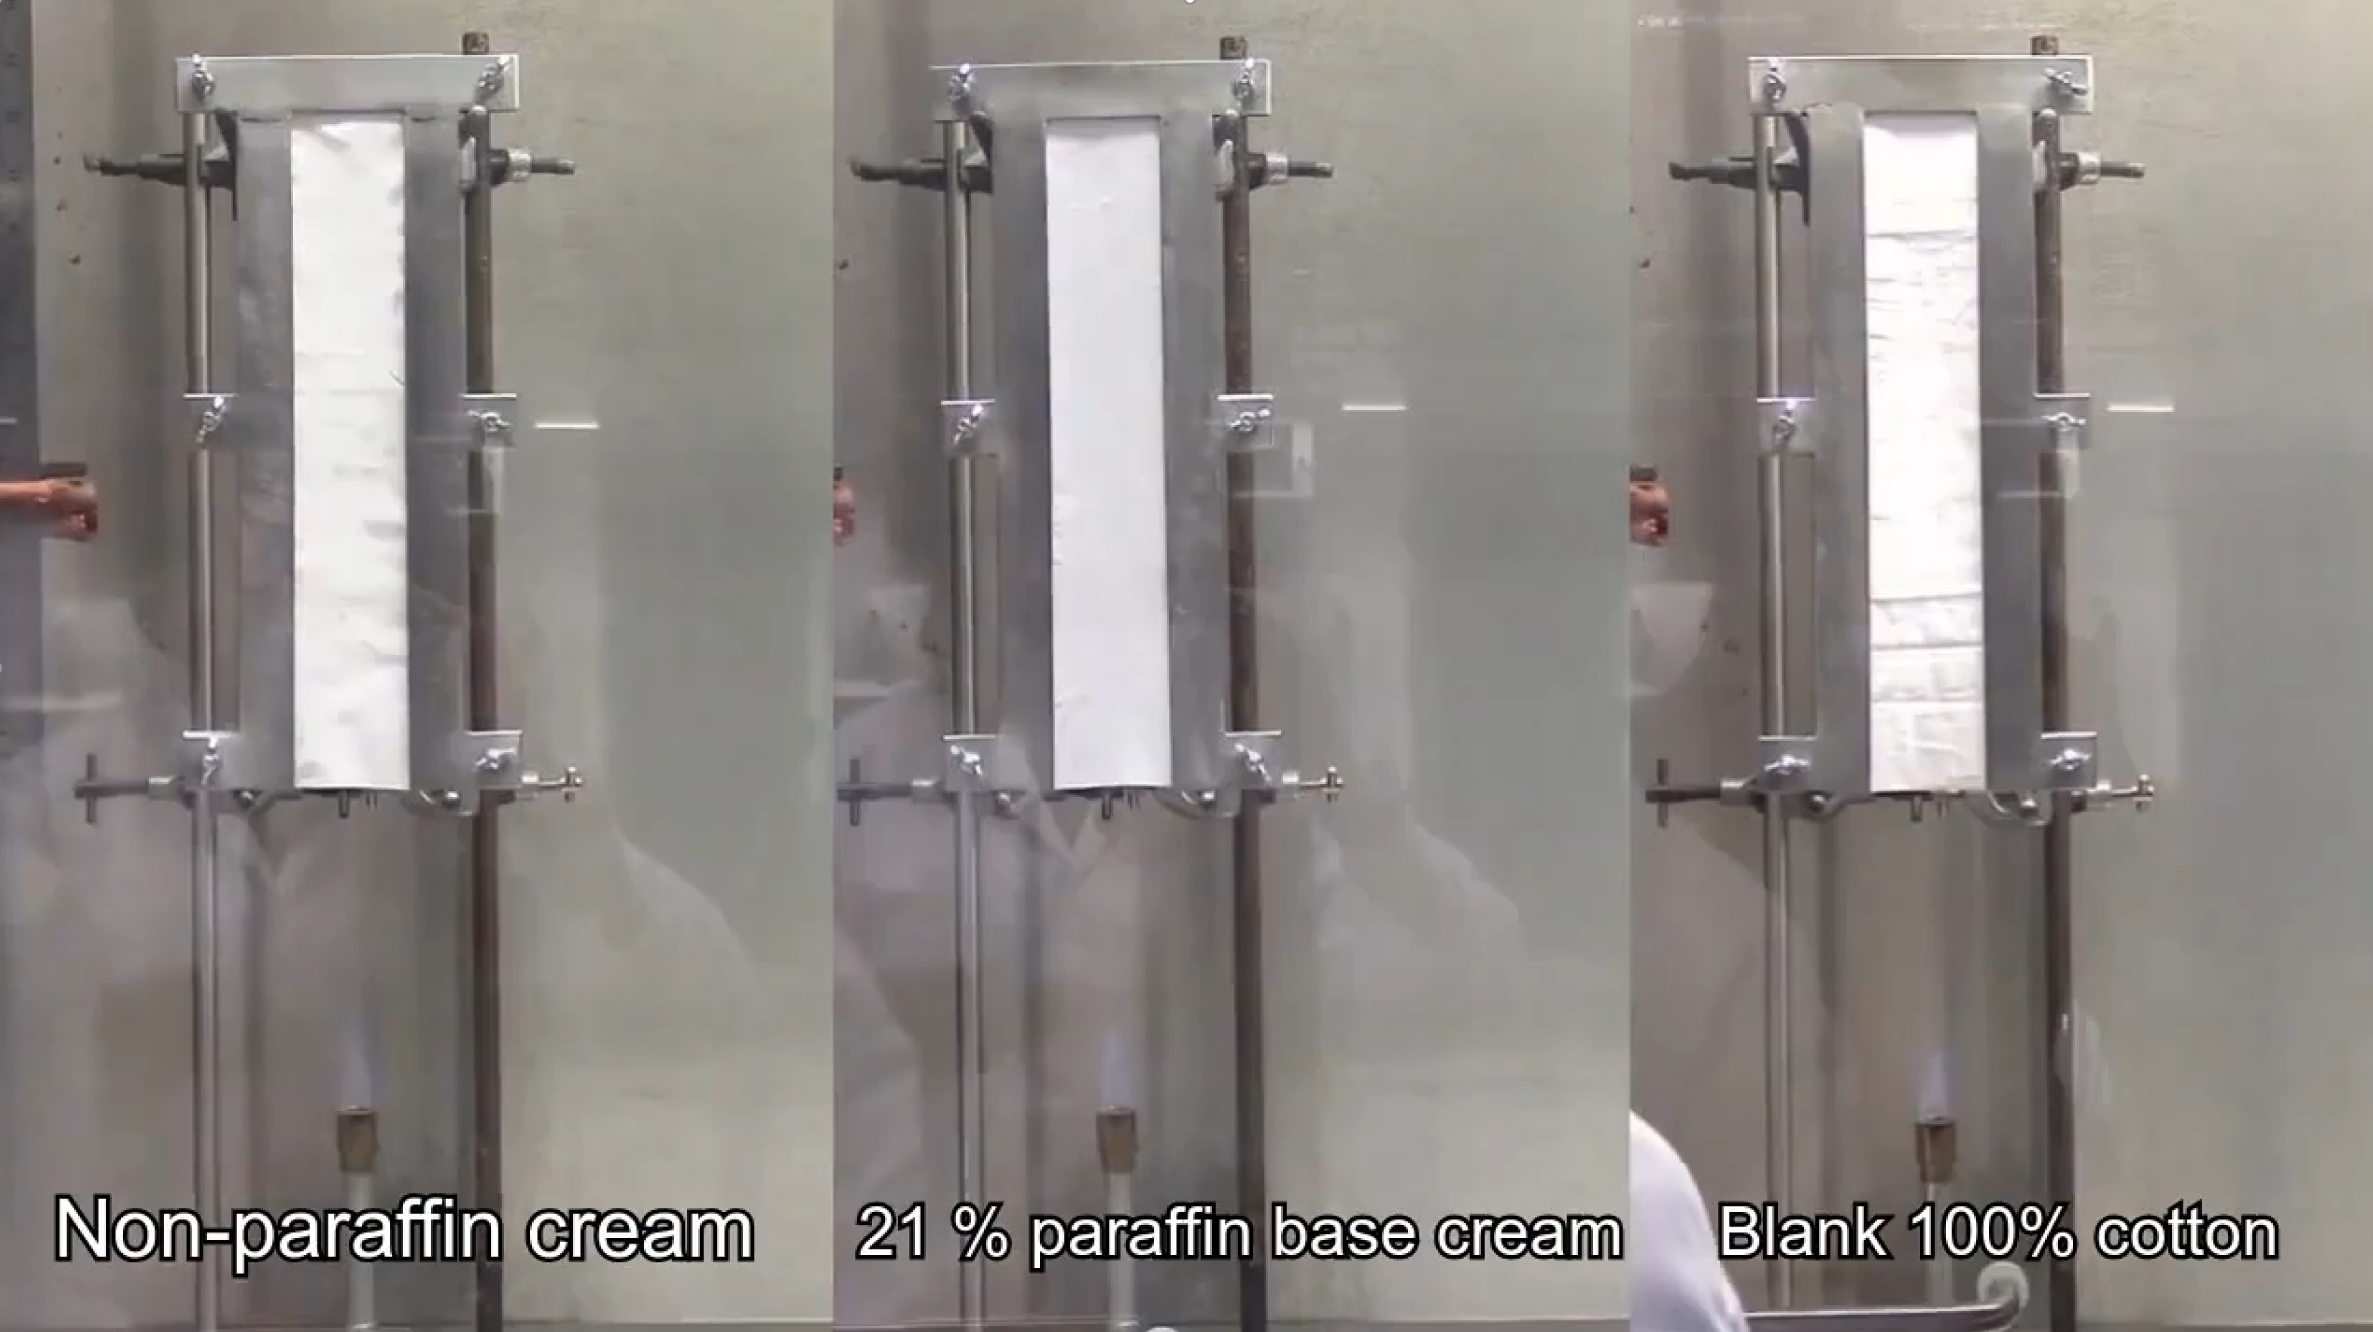 Non-paraffin cream
21 % paraffin base cream
Blank 100% cotton